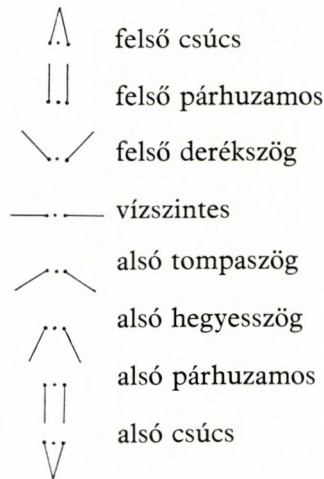 felső csúcs
felső párhuzamos
felső derékszög
vízszintes
alsó tompaszög
alsó hegyesszög
alsó párhuzamos
alsó csúcs